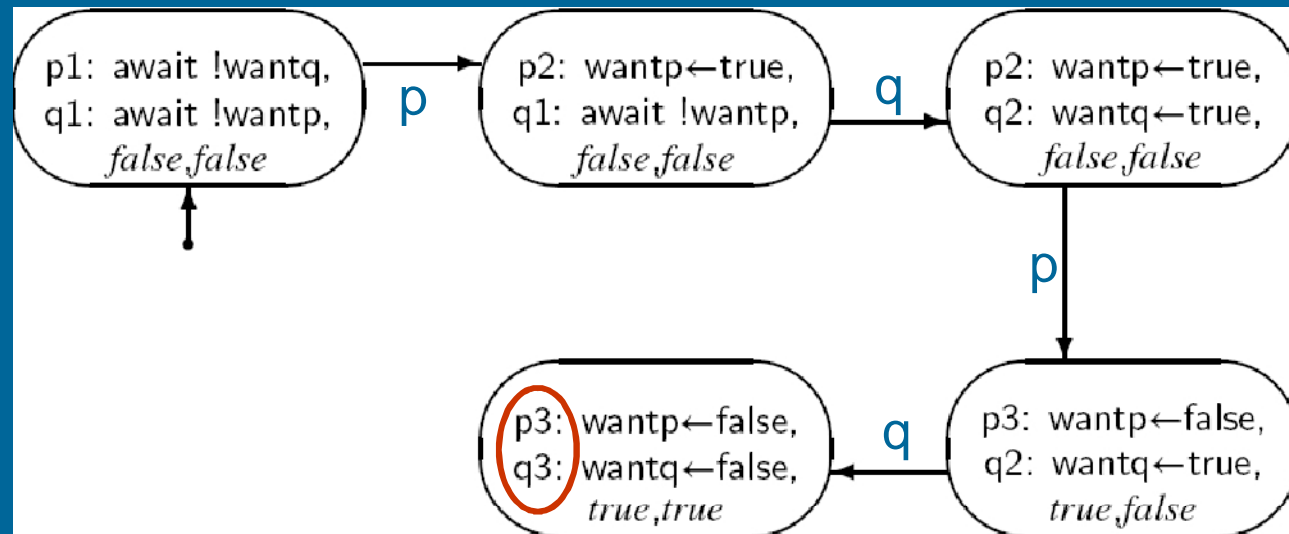 p1: await !wantq,
q1: await !wantp,
false,false
p
p2: wantp←true,
q1: await !wantp,
false,false
q
p2: wantp←true,
q2: wantq←true,
false,false
p
p3: wantp←false,
q3: wantq←false,
true,true
q
p3: wantp←false,
q2: wantq←true,
true,false